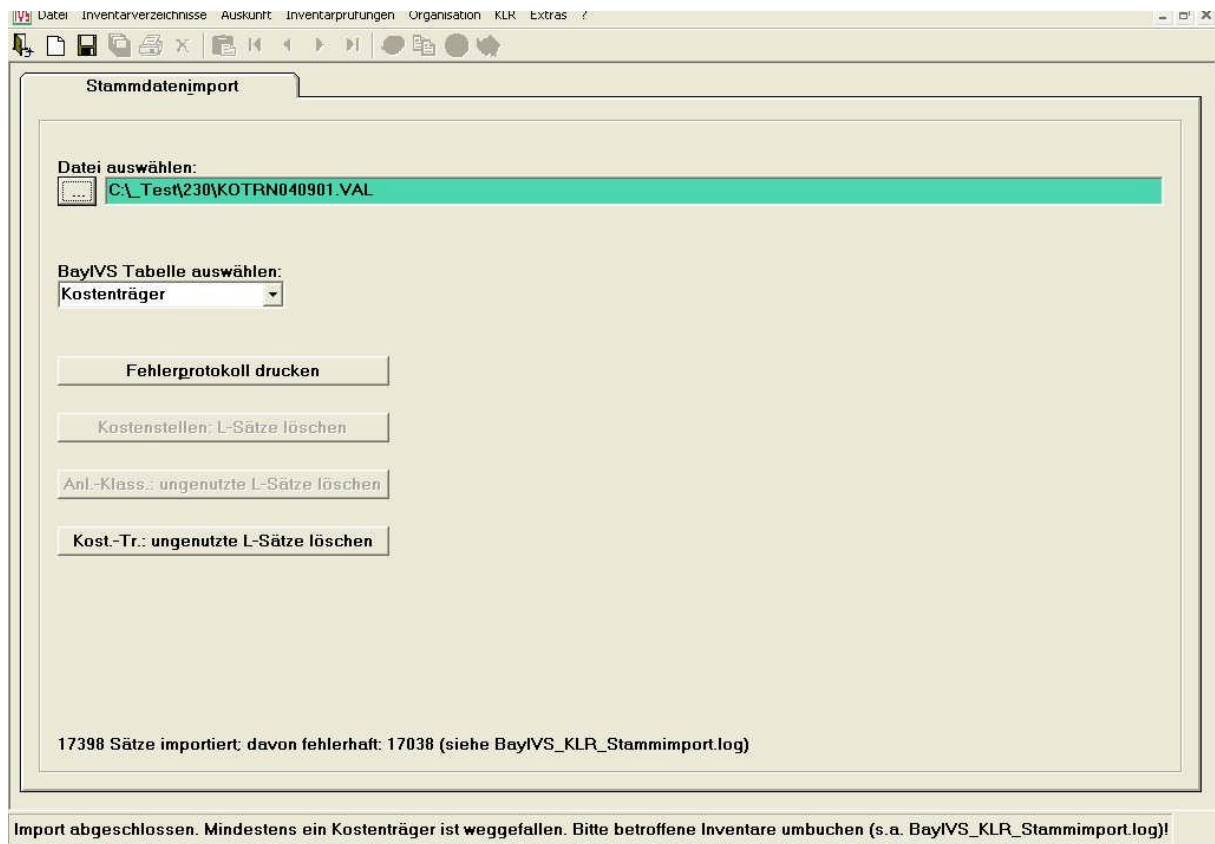 IVS Datei Inventarverzeichnisse Auskunft Inventarprüfungen Organisation KLR Extras ?
Stammdatenimport
Datei auswählen:
... C:\_Test\230\KOTRN040901.VAL
BayIVS Tabelle auswählen:
Kostenträger
Fehlerprotokoll drucken
Kostenstellen: L-Sätze löschen
Anl.-Klass.: ungenutzte L-Sätze löschen
Kost.-Tr.: ungenutzte L-Sätze löschen
17398 Sätze importiert; davon fehlerhaft: 17038 (siehe BayIVS_KLR_Stammimport.log)
Import abgeschlossen. Mindestens ein Kostenträger ist weggefallen. Bitte betroffene Inventare umbuchen (s.a. BayIVS_KLR_Stammimport.log)!